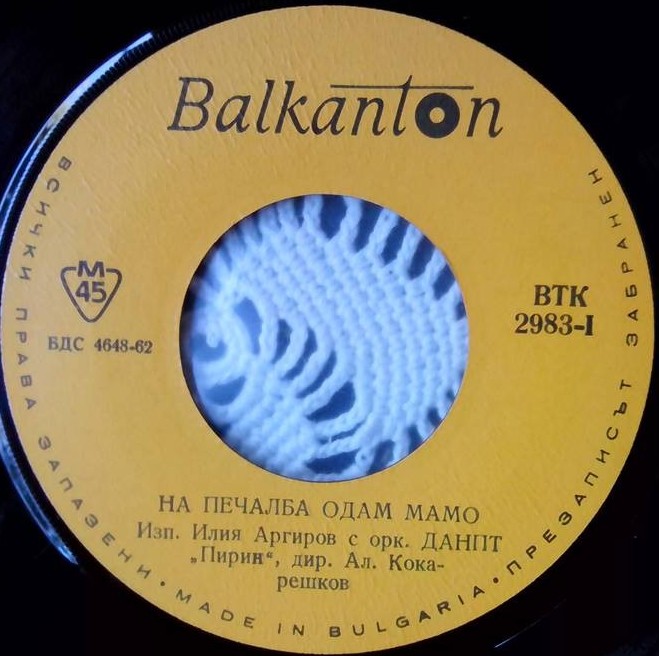 Balkanton
M
45
БДС 4648-62
ВТК
2983-I
НА ПЕЧАЛБА ОДАМ МАМО
Изп. Илия Аргиров с орк. ДАНПТ
„Пирин“, дир. Ал. Кока-
решков
ВСИЧКИ ПРАВА ЗАПАЗЕНИ • MADE IN BULGARIA • ПРЕЗАПИСЪТ ЗАБРАНЕН